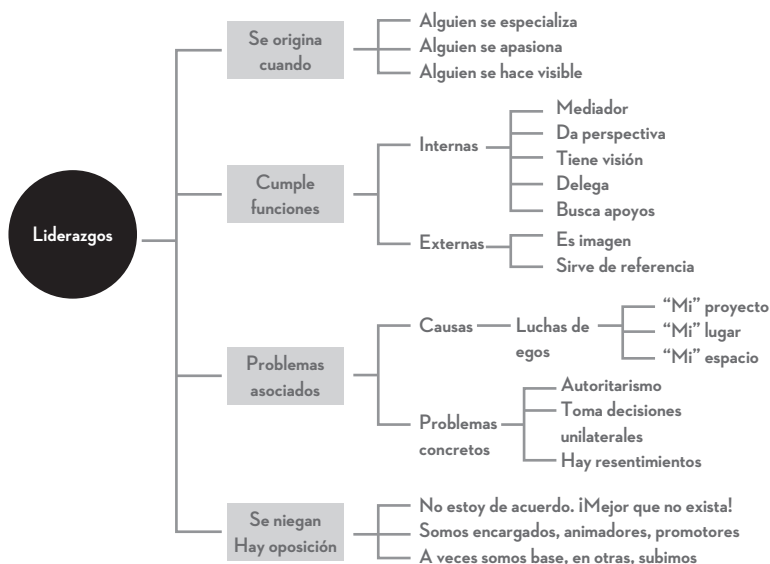 Liderazgos
Se origina
cuando
Alguien se especializa
Alguien se apasiona
Alguien se hace visible
Cumple
funciones
Internas
Mediador
Da perspectiva
Tiene visión
Delega
Busca apoyos
Externas
Es imagen
Sirve de referencia
Problemas
asociados
Causas
Luchas de
egos
“Mi” proyecto
“Mi” lugar
“Mi” espacio
Problemas
concretos
Autoritarismo
Toma decisiones
unilaterales
Hay resentimientos
Se niegan
Hay oposición
No estoy de acuerdo. ¡Mejor que no exista!
Somos encargados, animadores, promotores
A veces somos base, en otras, subimos